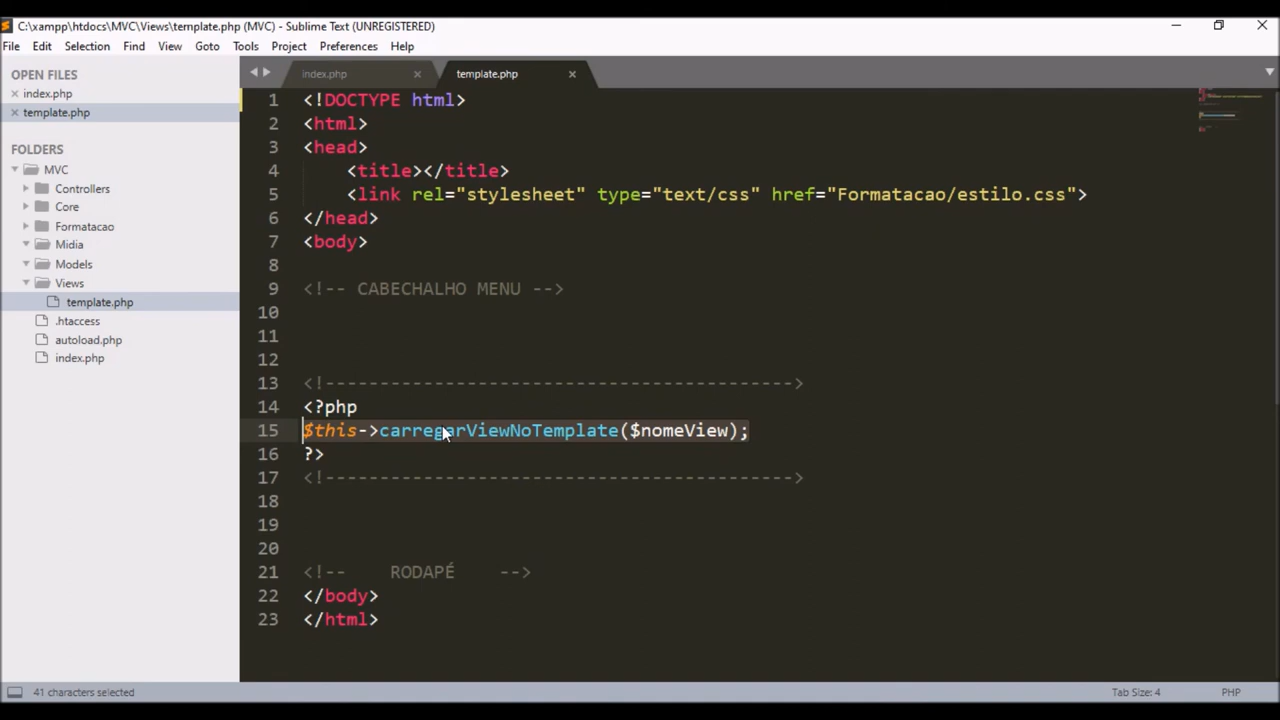 C:\xampp\htdocs\MVC\Views\template.php (MVC) - Sublime Text (UNREGISTERED)
File Edit Selection Find View Goto Tools Project Preferences Help
OPEN FILES
index.php
template.php
FOLDERS
MVC
Controllers
Core
Formatacao
Midia
Models
Views
template.php
.htaccess
autoload.php
index.php
index.php template.php
1 <!DOCTYPE html>
2 <html>
3 <head>
4 <title></title>
5 <link rel="stylesheet" type="text/css" href="Formatacao/estilo.css">
6 </head>
7 <body>
8
9 <!-- CABECHALHO MENU -->
10
11
12
13 <!------------------------------------------->
14 <?php
15 $this->carregarViewNoTemplate($nomeView);
16 ?>
17 <!------------------------------------------->
18
19
20
21 <!-- RODAPÉ -->
22 </body>
23 </html>
41 characters selected
Tab Size: 4 PHP